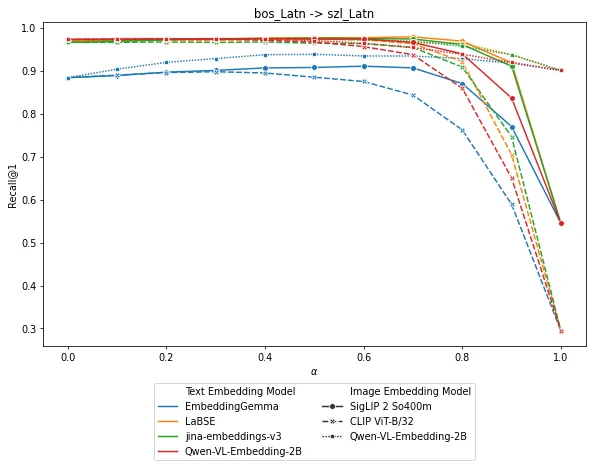 bos_Latn -> szl_Latn
1.0
0.9
0.8
0.7
0.6
0.5
0.4
0.3
Recall@1
0.0 0.2 0.4 0.6 0.8 1.0
α
Text Embedding Model Image Embedding Model
EmbeddingGemma SigLIP 2 So400m
LaBSE CLIP ViT-B/32
jina-embeddings-v3 Qwen-VL-Embedding-2B
Qwen-VL-Embedding-2B